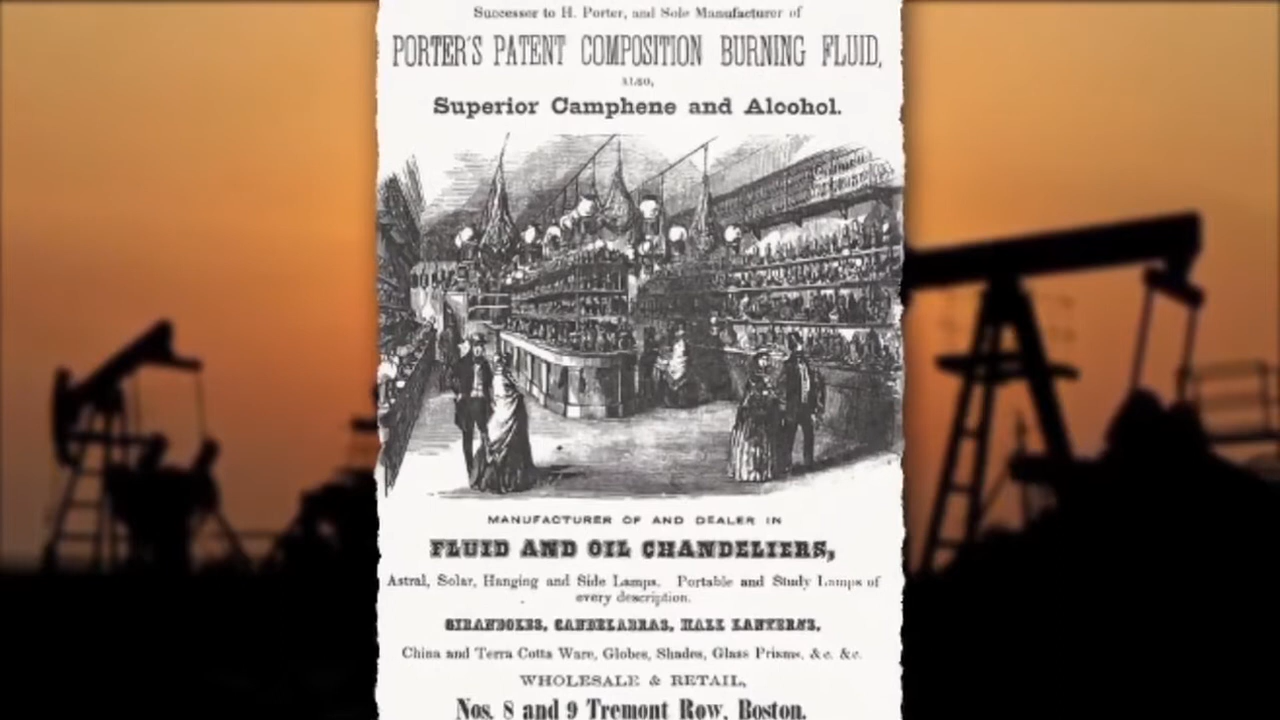 Successor to H. Porter, and Sole Manufacturer of
PORTER'S PATENT COMPOSITION BURNING FLUID,
ALSO,
Superior Camphene and Alcohol.
MANUFACTURER OF AND DEALER IN
FLUID AND OIL CHANDELIERS,
Astral, Solar, Hanging and Side Lamps. Portable and Study Lamps of
every description.
GIRANDOLES, CANDELABRAS, HALL LANTERNS,
China and Terra Cotta Ware, Globes, Shades, Glass Prisms, &c. &c.
WHOLESALE & RETAIL,
Nos. 8 and 9 Tremont Row, Boston.